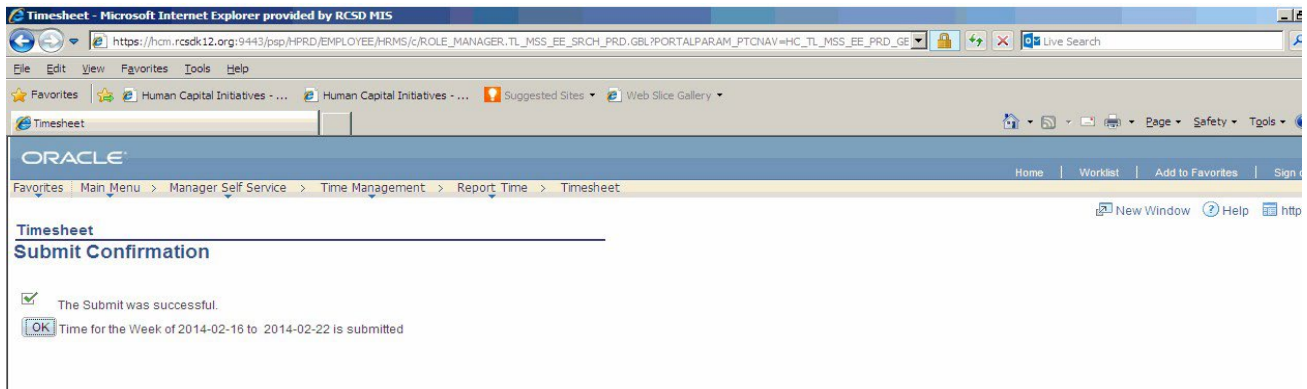 Timesheet - Microsoft Internet Explorer provided by RCSD MIS
https://hcm.rcsdk12.org:9443/psp/HPRD/EMPLOYEE/HRMS/c/ROLE_MANAGER.TL_MSS_EE_SRCH_PRD.GBL?PORTALPARAM_PTCNAV=HC_TL_MSS_EE_PRD_GE Live Search
File Edit View Favorites Tools Help
Favorites Human Capital Initiatives - ... Human Capital Initiatives - ... Suggested Sites Web Slice Gallery
Timesheet Page Safety Tools
ORACLE
Home | Worklist | Add to Favorites | Sign
Favorites Main Menu > Manager Self Service > Time Management > Report Time > Timesheet
New Window Help http
Timesheet
Submit Confirmation
The Submit was successful.
OK Time for the Week of 2014-02-16 to 2014-02-22 is submitted